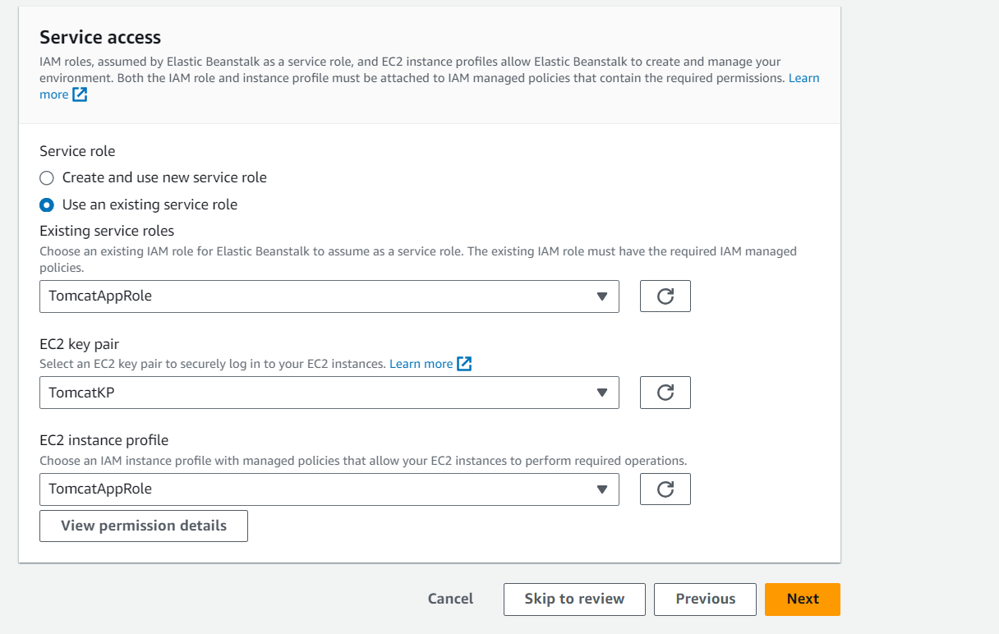 Service access
IAM roles, assumed by Elastic Beanstalk as a service role, and EC2 instance profiles allow Elastic Beanstalk to create and manage your
environment. Both the IAM role and instance profile must be attached to IAM managed policies that contain the required permissions. Learn
more
Service role
Create and use new service role
Use an existing service role
Existing service roles
Choose an existing IAM role for Elastic Beanstalk to assume as a service role. The existing IAM role must have the required IAM managed
policies.
TomcatAppRole
EC2 key pair
Select an EC2 key pair to securely log in to your EC2 instances. Learn more
TomcatKP
EC2 instance profile
Choose an IAM instance profile with managed policies that allow your EC2 instances to perform required operations.
TomcatAppRole
View permission details
Cancel Skip to review Previous Next